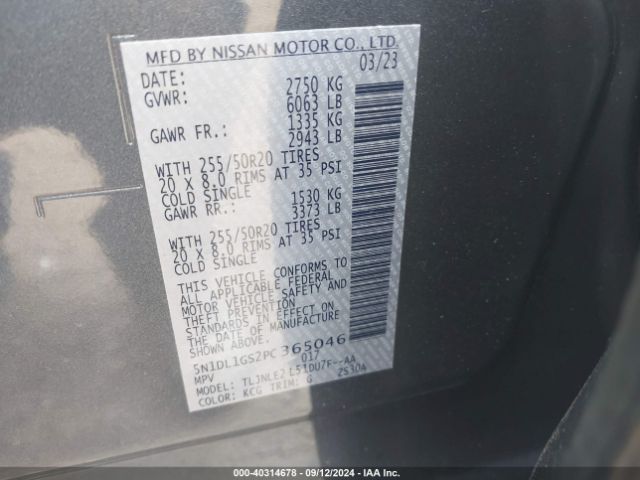 MFD BY NISSAN MOTOR CO., LTD.
DATE: 03/23
GVWR: 2750 KG
6063 LB
GAWR FR.: 1335 KG
2943 LB
WITH 255/50R20 TIRES
20 X 8.0 RIMS AT 35 PSI
COLD SINGLE
GAWR RR.: 1530 KG
3373 LB
WITH 255/50R20 TIRES
20 X 8.0 RIMS AT 35 PSI
COLD SINGLE
THIS VEHICLE CONFORMS TO
ALL APPLICABLE FEDERAL
MOTOR VEHICLE SAFETY AND
THEFT PREVENTION
STANDARDS IN EFFECT ON
THE DATE OF MANUFACTURE
5N1DL1GS2PC365046
MPV 017
MODEL: TLJNLE2L51DU7F--AA
COLOR: KCG TRIM: G 2S30A
000-40314678 - 09/12/2024 - IAA Inc.